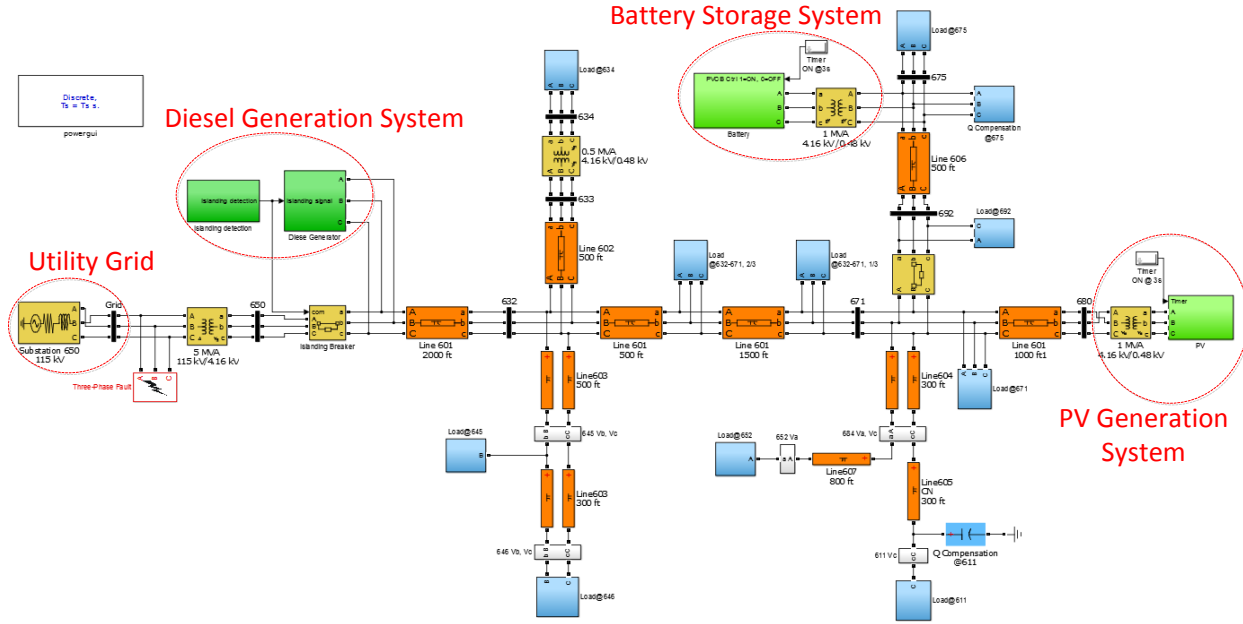 Battery Storage System
Load@675
A B C
Timer
ON @3s
675
PVCB Ctrl 1=ON, 0=OFF
A
B
C
a
b
c
A
B
C
Battery
1 MVA
4.16 kV/0.48 kV
A
B
C
Q Compensation
@675
Load@634
A B C
634
a b c
A B C
0.5 MVA
4.16 kV/0.48 kV
633
Discrete,
Ts = Ts s.
powergui
Diesel Generation System
Islanding detection
Islanding detection
Islanding signal
A
B
C
Diese Generator
Line 602
500 ft
a b c
A B C
Line 606
500 ft
692
Load@692
C
A
a b c
A B C
Load
@632-671, 2/3
A B C
Load
@632-671, 1/3
A B C
Utility Grid
Timer
ON @3s
Grid
650
632
671
680
A
B
C
Substation 650
115 kV
A
B
C
a
b
c
5 MVA
115 kV/4.16 kV
com
A
B
C
a
b
c
Islanding Breaker
A
B
C
a
b
c
Line 601
2000 ft
A
B
C
a
b
c
Line 601
500 ft
A
B
C
a
b
c
Line 601
1500 ft
A
B
C
a
b
c
Line 601
1000 ft1
1 MVA
4.16 kV/0.48 kV
Timer
A
B
C
PV
A B C
Three-Phase Fault
Line603
500 ft
Line604
300 ft
A B C
Load@671
PV Generation
System
Load@645
B
b B
c C
645 Vb, Vc
Load@652
A
652 Va
a A
Line607
800 ft
a A
c C
684 Va, Vc
Line603
300 ft
Line605
CN
300 ft
646 Vb, Vc
b B
c C
B
C
Load@646
611 Vc
c C
Q Compensation
@611
C
Load@611